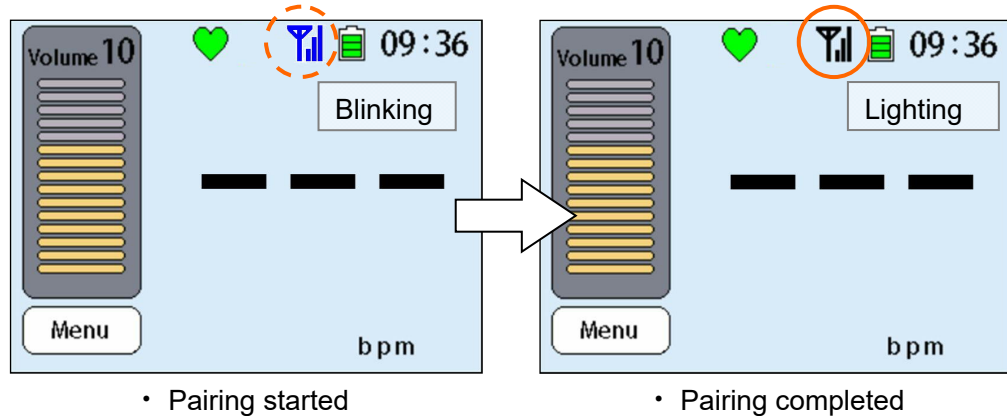 Volume 10
09:36
Blinking
Menu
bpm
・ Pairing started
Volume 10
09:36
Lighting
Menu
bpm
・ Pairing completed